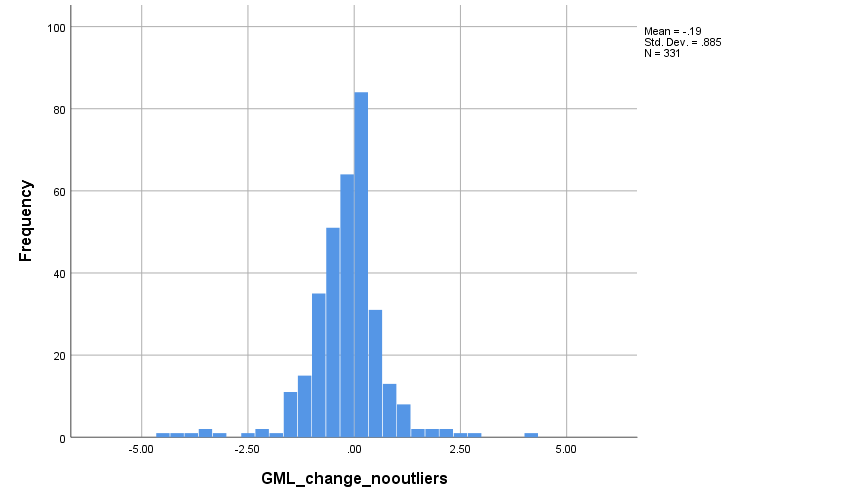 Mean = -.19
Std. Dev. = .885
N = 331
100
80
60
40
20
0
Frequency
-5.00
-2.50
.00
2.50
5.00
GML_change_nooutliers